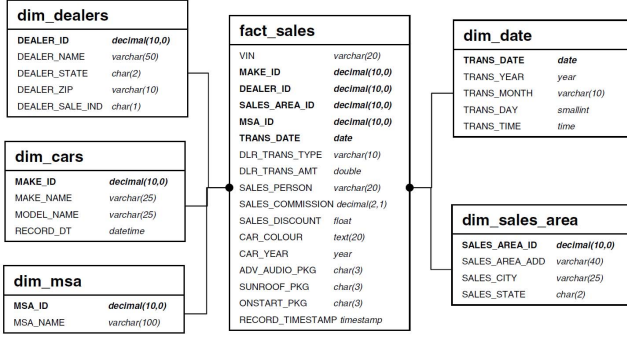 dim_dealers
DEALER_ID decimal(10,0)
DEALER_NAME varchar(50)
DEALER_STATE char(2)
DEALER_ZIP varchar(10)
DEALER_SALE_IND char(1)
dim_cars
MAKE_ID decimal(10,0)
MAKE_NAME varchar(25)
MODEL_NAME varchar(25)
RECORD_DT datetime
dim_msa
MSA_ID decimal(10,0)
MSA_NAME varchar(100)
fact_sales
VIN varchar(20)
MAKE_ID decimal(10,0)
DEALER_ID decimal(10,0)
SALES_AREA_ID decimal(10,0)
MSA_ID decimal(10,0)
TRANS_DATE date
DLR_TRANS_TYPE varchar(10)
DLR_TRANS_AMT double
SALES_PERSON varchar(20)
SALES_COMMISSION decimal(2,1)
SALES_DISCOUNT float
CAR_COLOUR text(20)
CAR_YEAR year
ADV_AUDIO_PKG char(3)
SUNROOF_PKG char(3)
ONSTART_PKG char(3)
RECORD_TIMESTAMP timestamp
dim_date
TRANS_DATE date
TRANS_YEAR year
TRANS_MONTH varchar(10)
TRANS_DAY smallint
TRANS_TIME time
dim_sales_area
SALES_AREA_ID decimal(10,0)
SALES_AREA_ADD varchar(40)
SALES_CITY varchar(25)
SALES_STATE char(2)